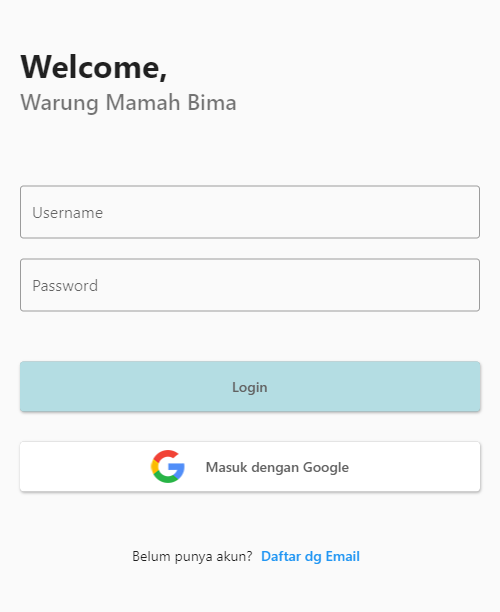 Welcome,
Warung Mamah Bima
Username
Password
Login
Masuk dengan Google
Belum punya akun? Daftar dg Email